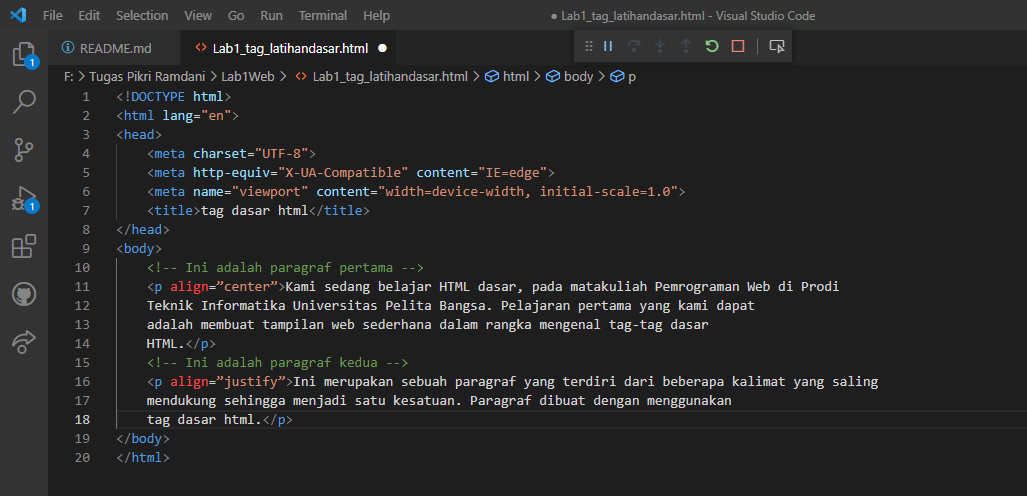 File Edit Selection View Go Run Terminal Help ● Lab1_tag_latihandasar.html - Visual Studio Code
README.md Lab1_tag_latihandasar.html ●
F: > Tugas Pikri Ramdani > Lab1Web > Lab1_tag_latihandasar.html > html > body > p
1 <!DOCTYPE html>
2 <html lang="en">
3 <head>
4 <meta charset="UTF-8">
5 <meta http-equiv="X-UA-Compatible" content="IE=edge">
6 <meta name="viewport" content="width=device-width, initial-scale=1.0">
7 <title>tag dasar html</title>
8 </head>
9 <body>
10 <!-- Ini adalah paragraf pertama -->
11 <p align=”center”>Kami sedang belajar HTML dasar, pada matakuliah Pemrograman Web di Prodi
12 Teknik Informatika Universitas Pelita Bangsa. Pelajaran pertama yang kami dapat
13 adalah membuat tampilan web sederhana dalam rangka mengenal tag-tag dasar
14 HTML.</p>
15 <!-- Ini adalah paragraf kedua -->
16 <p align=”justify”>Ini merupakan sebuah paragraf yang terdiri dari beberapa kalimat yang saling
17 mendukung sehingga menjadi satu kesatuan. Paragraf dibuat dengan menggunakan
18 tag dasar html.</p>
19 </body>
20 </html>
1
1